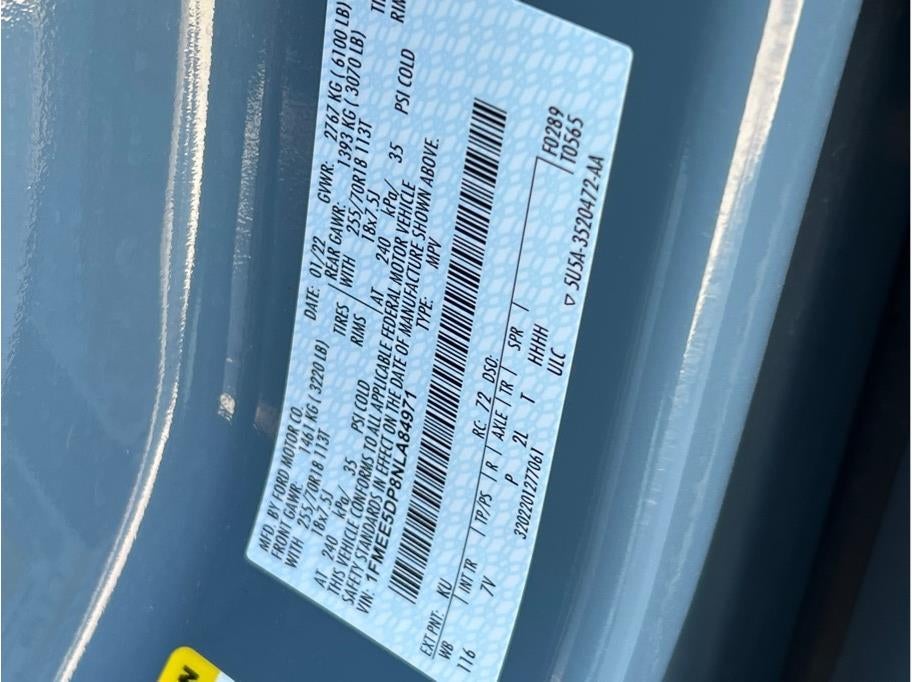 MFD. BY FORD MOTOR CO. DATE: 01/22 GVWR: 2767 KG (6100 LB)
FRONT GAWR: 1461 KG (3220 LB) REAR GAWR: 1393 KG (3070 LB)
WITH 255/70R18 113T TIRES WITH 255/70R18 113T
18x7.5J RIMS 18x7.5J
AT 240 kPa/ 35 PSI COLD AT 240 kPa/ 35 PSI COLD
THIS VEHICLE CONFORMS TO ALL APPLICABLE FEDERAL MOTOR VEHICLE
SAFETY STANDARDS IN EFFECT ON THE DATE OF MANUFACTURE SHOWN ABOVE.
VIN: 1FMEE5DP8NLA84971 TYPE: MPV
EXT PNT: KU RC: 72 DSO: F0289
WB INT TR TP/PS R AXLE TR SPR T0565
116 7V P 2L T HHHH
3202201277061 ULC ▽ 5U5A-3520472-AA